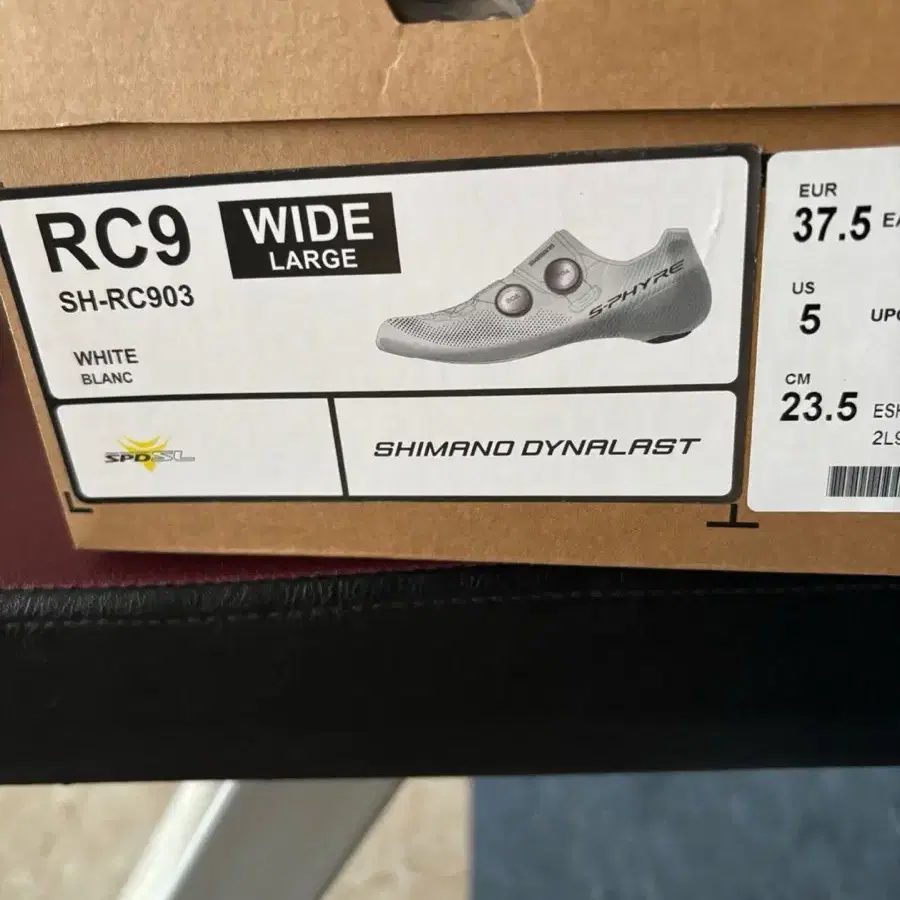 RC9
WIDE
LARGE
SH-RC903
WHITE
BLANC
SHIMANO
S-PHYRE
SPD-SL
SHIMANO DYNALAST
EUR
37.5
US
5
CM
23.5